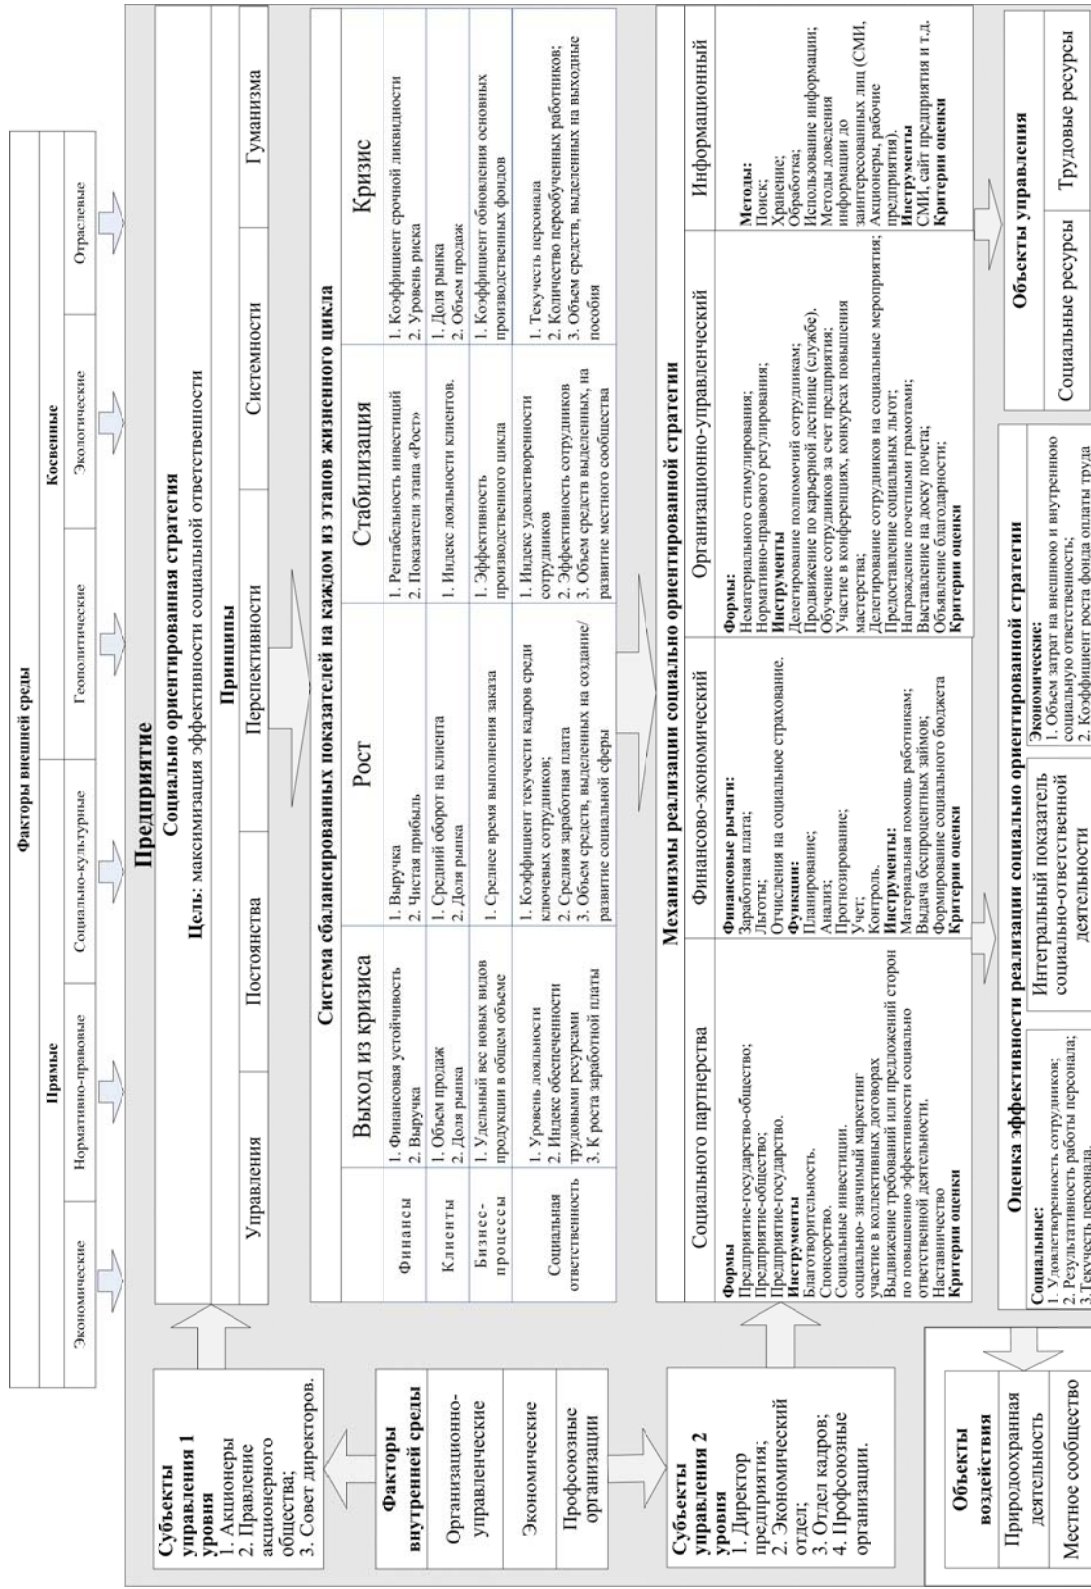 Факторы внешней среды
Прямые
Косвенные
Экономические
Нормативно-правовые
Социально-культурные
Геополитические
Экологические
Отраслевые
Предприятие
Социально ориентированная стратегия
Цель: максимизация эффективности социальной ответственности
Принципы
Управления
Постоянства
Перспективности
Системности
Гуманизма
Субъекты
управления 1
уровня
1. Акционеры
2. Правление
акционерного
общества;
3. Совет директоров.
Факторы
внутренней среды
Организационно-
управленческие
Экономические
Профсоюзные
организации
Субъекты
управления 2
уровня
1. Директор
предприятия;
2. Экономический
отдел;
3. Отдел кадров;
4. Профсоюзные
организации.
Система сбалансированных показателей на каждом из этапов жизненного цикла
Выход из кризиса
Рост
Стабилизация
Кризис
Финансы
1. Финансовая устойчивость
2. Выручка
1. Выручка
2. Чистая прибыль
1. Рентабельность инвестиций
2. Показатели этапа «Рост»
1. Коэффициент срочной ликвидности
2. Уровень риска
Клиенты
1. Объем продаж
2. Доля рынка
1. Средний оборот на клиента
2. Доля рынка
1. Индекс лояльности клиентов.
1. Доля рынка
2. Объем продаж
Бизнес-
процессы
1. Удельный вес новых видов
продукции в общем объеме
1. Среднее время выполнения заказа
1. Эффективность
производственного цикла
1. Коэффициент обновления основных
производственных фондов
Социальная
ответственность
1. Уровень лояльности
2. Индекс обеспеченности
трудовыми ресурсами
3. К роста заработной платы
1. Коэффициент текучести кадров среди
ключевых сотрудников;
2. Средняя заработная плата
3. Объем средств, выделенных на создание/
развитие социальной сферы
1. Индекс удовлетворенности
сотрудников
2. Эффективность сотрудников
3. Объем средств выделенных, на
развитие местного сообщества
1. Текучесть персонала
2. Количество переобученных работников;
3. Объем средств, выделенных на выходные
пособия
Механизмы реализации социально ориентированной стратегии
Социального партнерства
Финансово-экономический
Организационно-управленческий
Информационный
Формы
Предприятие-государство-общество;
Предприятие-общество;
Предприятие-государство.
Инструменты
Благотворительность.
Спонсорство.
Социальные инвестиции.
социально- значимый маркетинг
участие в коллективных договорах
Выдвижение требований или предложений сторон
по повышению эффективности социально
ответственной деятельности.
Наставничество
Критерии оценки
Финансовые рычаги:
Заработная плата;
Льготы;
Отчисления на социальное страхование.
Функции:
Планирование;
Анализ;
Прогнозирование;
Учет;
Контроль.
Инструменты:
Материальная помощь работникам;
Выдача беспроцентных займов;
Формирование социального бюджета
Критерии оценки
Формы:
Нематериального стимулирования;
Нормативно-правового регулирования;
Инструменты
Делегирование полномочий сотрудникам;
Продвижение по карьерной лестнице (службе).
Обучение сотрудников за счет предприятия;
Участие в конференциях, конкурсах повышения
мастерства;
Делегирование сотрудников на социальные мероприятия;
Предоставление социальных льгот;
Награждение почетными грамотами;
Выставление на доску почета;
Объявление благодарности;
Критерии оценки
Методы:
Поиск;
Хранение;
Обработка;
Использование информации;
Методы доведения
информации до
заинтересованных лиц (СМИ,
Акционеры, рабочие
предприятия).
Инструменты
СМИ, сайт предприятия и т.д.
Критерии оценки
Объекты
воздействия
Природоохранная
деятельность
Местное сообщество
Оценка эффективности реализации социально ориентированной стратегии
Социальные:
1. Удовлетворенность сотрудников;
2. Результативность работы персонала;
3.Текучесть персонала.
Интегральный показатель
социально-ответственной
деятельности
Экономические:
1. Объем затрат на внешнюю и внутреннюю
социальную ответственность;
2. Коэффициент роста фонда оплаты труда
Объекты управления
Социальные ресурсы
Трудовые ресурсы